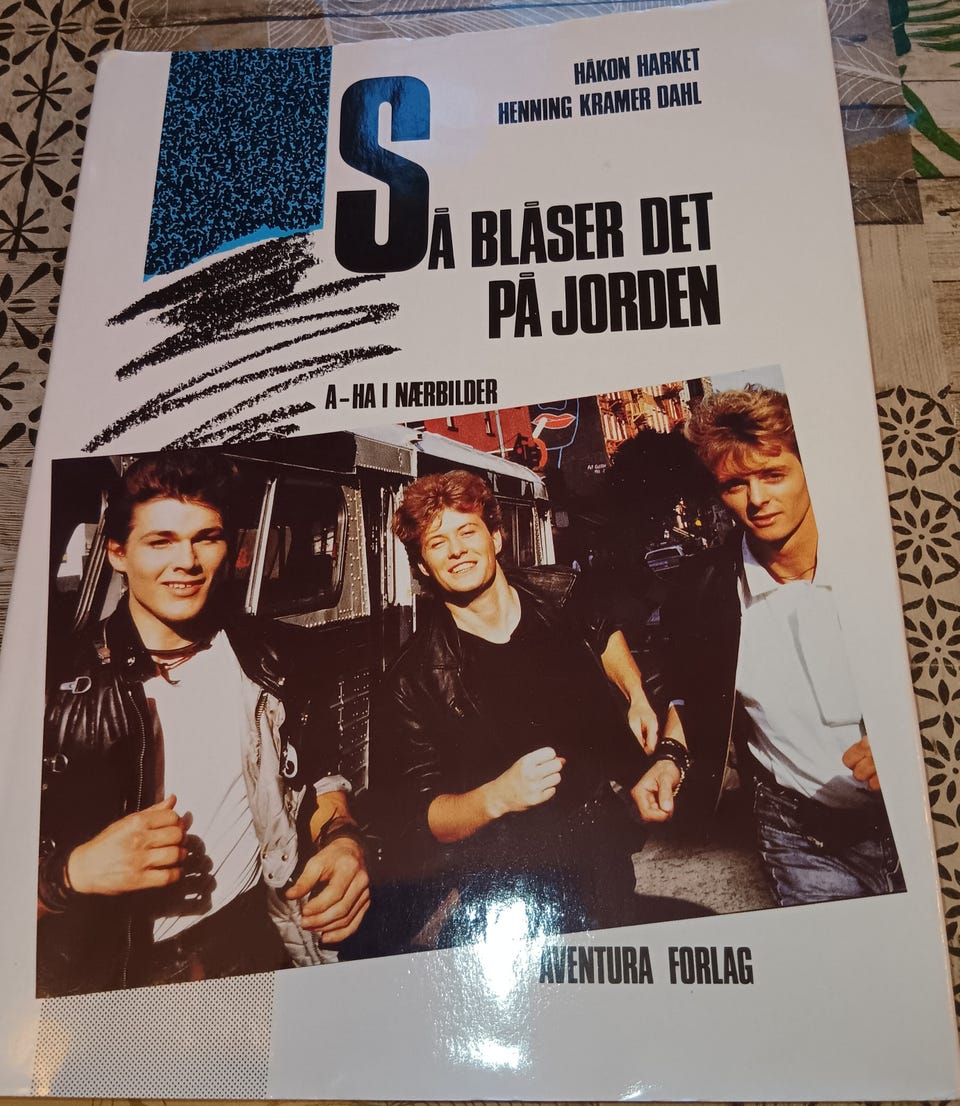 HÅKON HARKET
HENNING KRAMER DAHL
SÅ BLÅSER DET
PÅ JORDEN
A-HA I NÆRBILDER
AVENTURA FORLAG